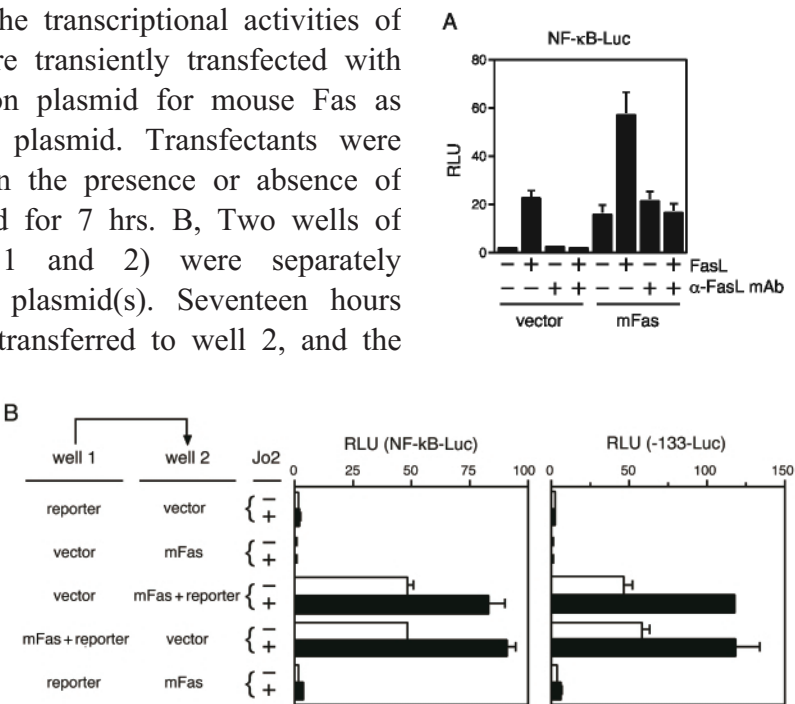 he transcriptional activities of
re transiently transfected with
on plasmid for mouse Fas as
plasmid. Transfectants were
n the presence or absence of
d for 7 hrs. B, Two wells of
1 and 2) were separately
plasmid(s). Seventeen hours
transferred to well 2, and the
A
NF-κB-Luc
RLU
80
60
40
20
0
− + − + − + − + FasL
− − + + − − + + α-FasL mAb
vector mFas
B
well 1 well 2 Jo2
RLU (NF-kB-Luc) RLU (-133-Luc)
0 25 50 75 100 0 50 100 150
reporter vector { −
+
vector mFas { −
+
vector mFas+reporter { −
+
mFas+reporter vector { −
+
reporter mFas { −
+